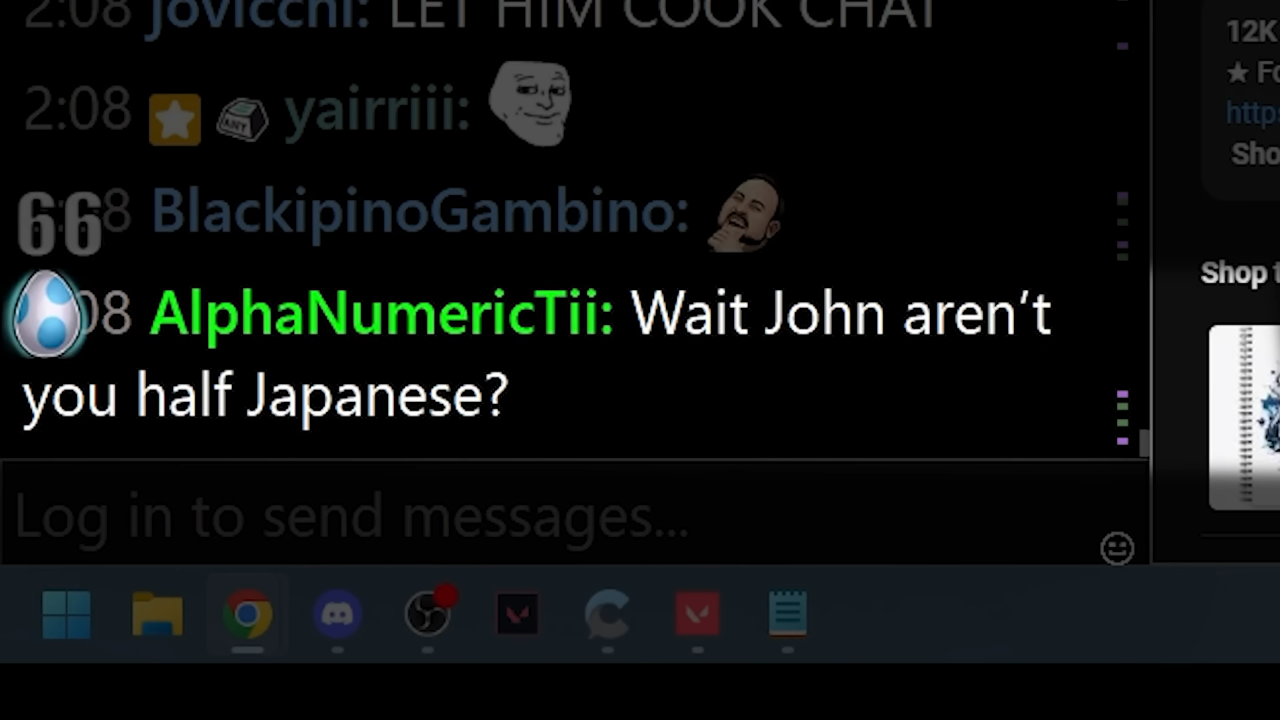 2:08 Jovicchi: LET HIM COOK CHAT
12K
★ Fo
2:08 ANY yairriii:
http
Sho
66 8 BlackipinoGambino:
Shop
08 AlphaNumericTii: Wait John aren't
you half Japanese?
Log in to send messages...